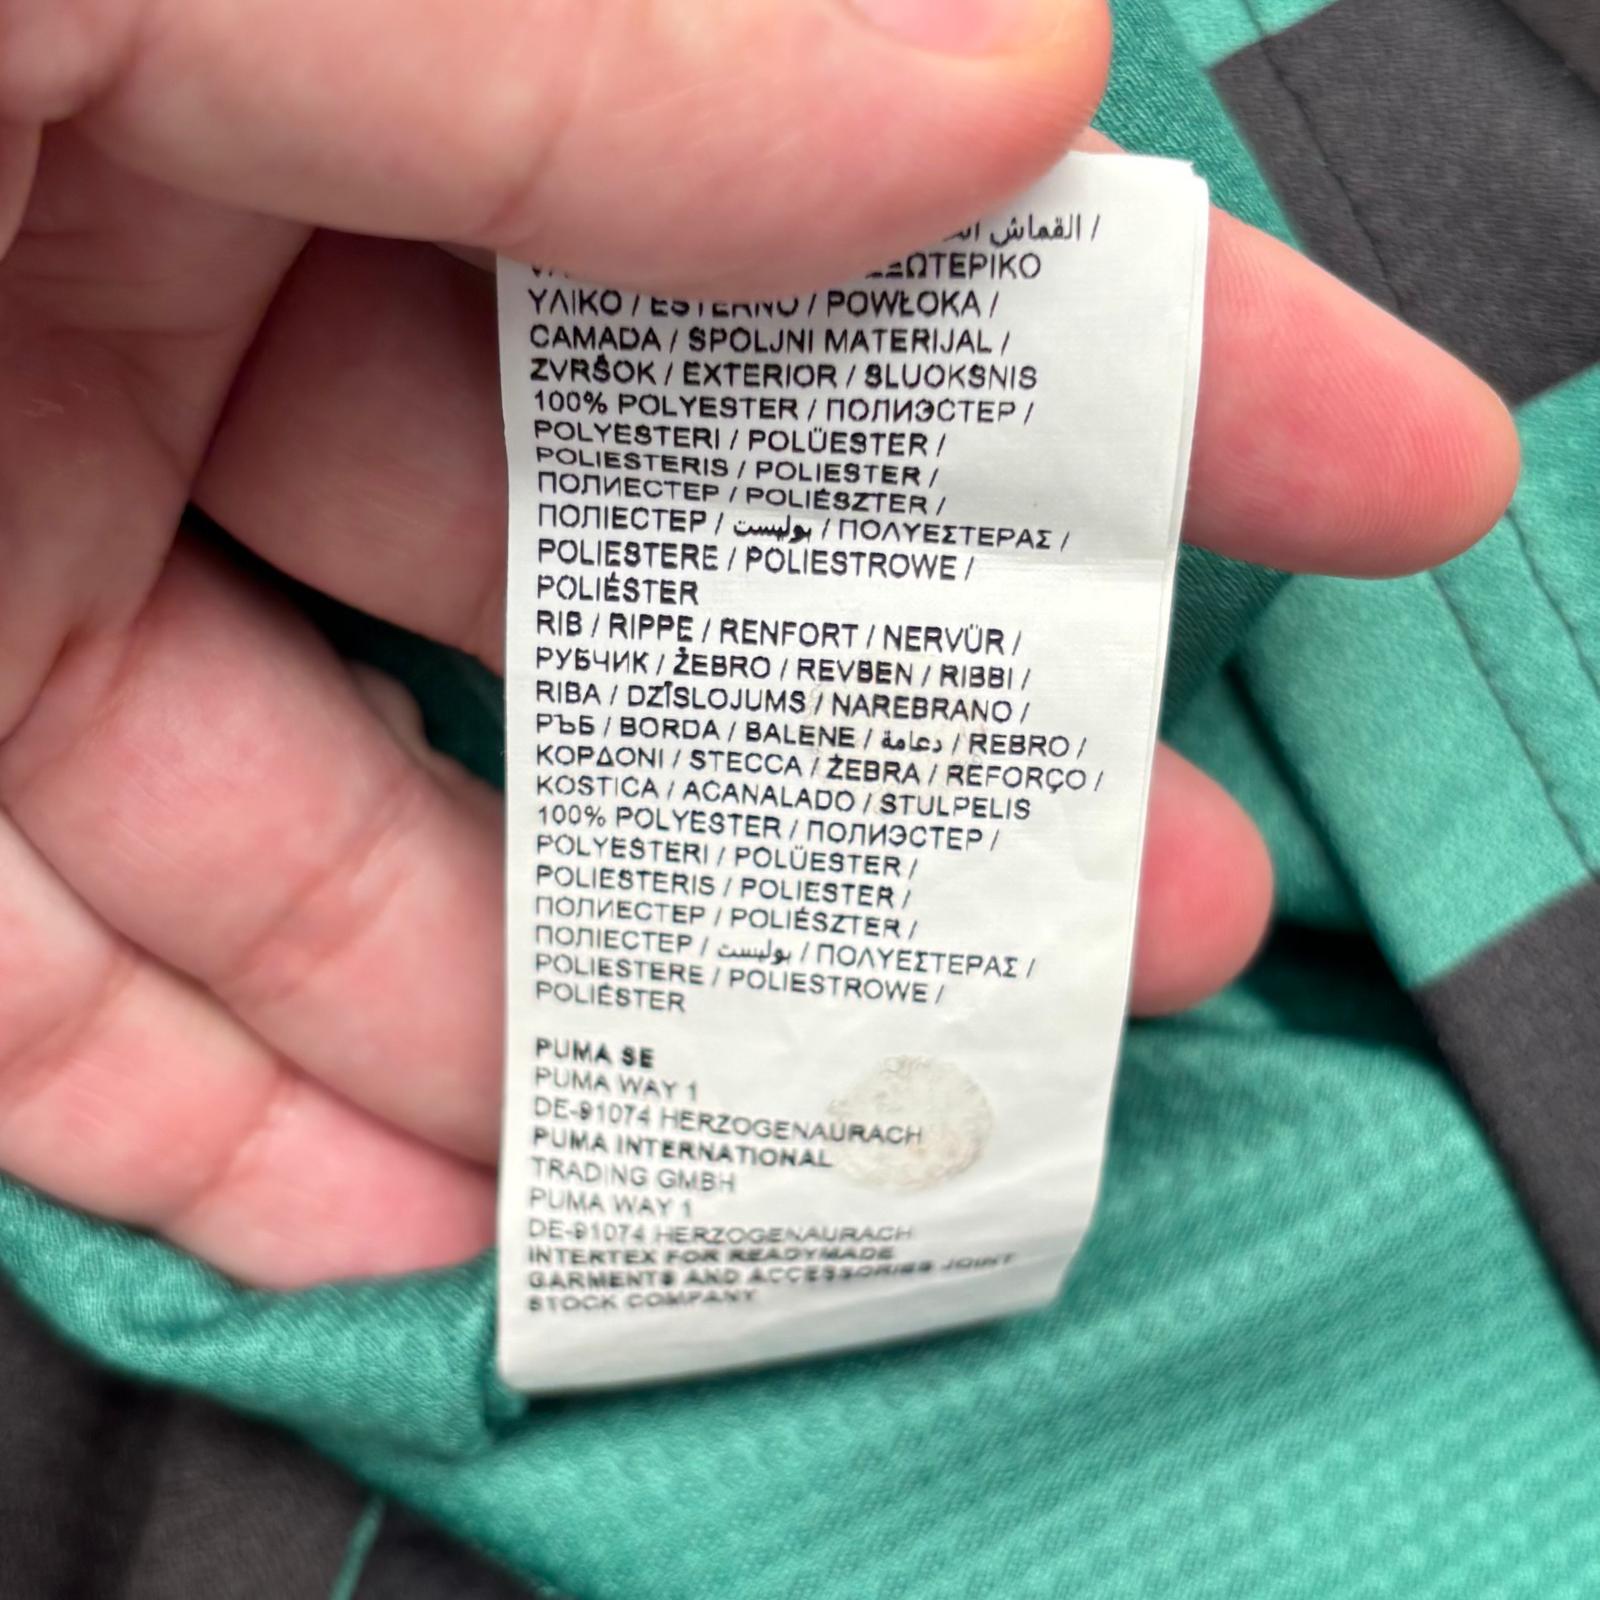 القماش /
ΕΞΩΤΕΡΙΚΟ
ΥΛΙΚΟ / ESTERNO / POWŁOKA /
CAMADA / SPOLJNI MATERIJAL /
ZVRŠOK / EXTERIOR / SLUOKSNIS
100% POLYESTER / ПОЛИЭСТЕР /
POLYESTERI / POLÜESTER /
POLIESTERIS / POLIESTER /
ПОЛИЕСТЕР / POLIÉSZTER /
ПОЛІЕСТЕР / بوليست / ΠΟΛΥΕΣΤΕΡΑΣ /
POLIESTERE / POLIESTROWE /
POLIÉSTER
RIB / RIPPE / RENFORT / NERVÜR /
РУБЧИК / ŽEBRO / REVBEN / RIBBI /
RIBA / DZĪSLOJUMS / NAREBRANO /
РЪБ / BORDA / BALENE / دعامة / REBRO /
ΚΟΡΔΟΝΙ / STECCA / ŽEBRA / REFORÇO /
KOSTICA / ACANALADO / STULPELIS
100% POLYESTER / ПОЛИЭСТЕР /
POLYESTERI / POLÜESTER /
POLIESTERIS / POLIESTER /
ПОЛИЕСТЕР / POLIÉSZTER /
ПОЛІЕСТЕР / بوليست / ΠΟΛΥΕΣΤΕΡΑΣ /
POLIESTERE / POLIESTROWE /
POLIÉSTER
PUMA SE
PUMA WAY 1
DE-91074 HERZOGENAURACH
PUMA INTERNATIONAL
TRADING GMBH
PUMA WAY 1
DE-91074 HERZOGENAURACH
INTERTEX FOR READYMADE
GARMENTS AND ACCESSORIES JOINT
STOCK COMPANY